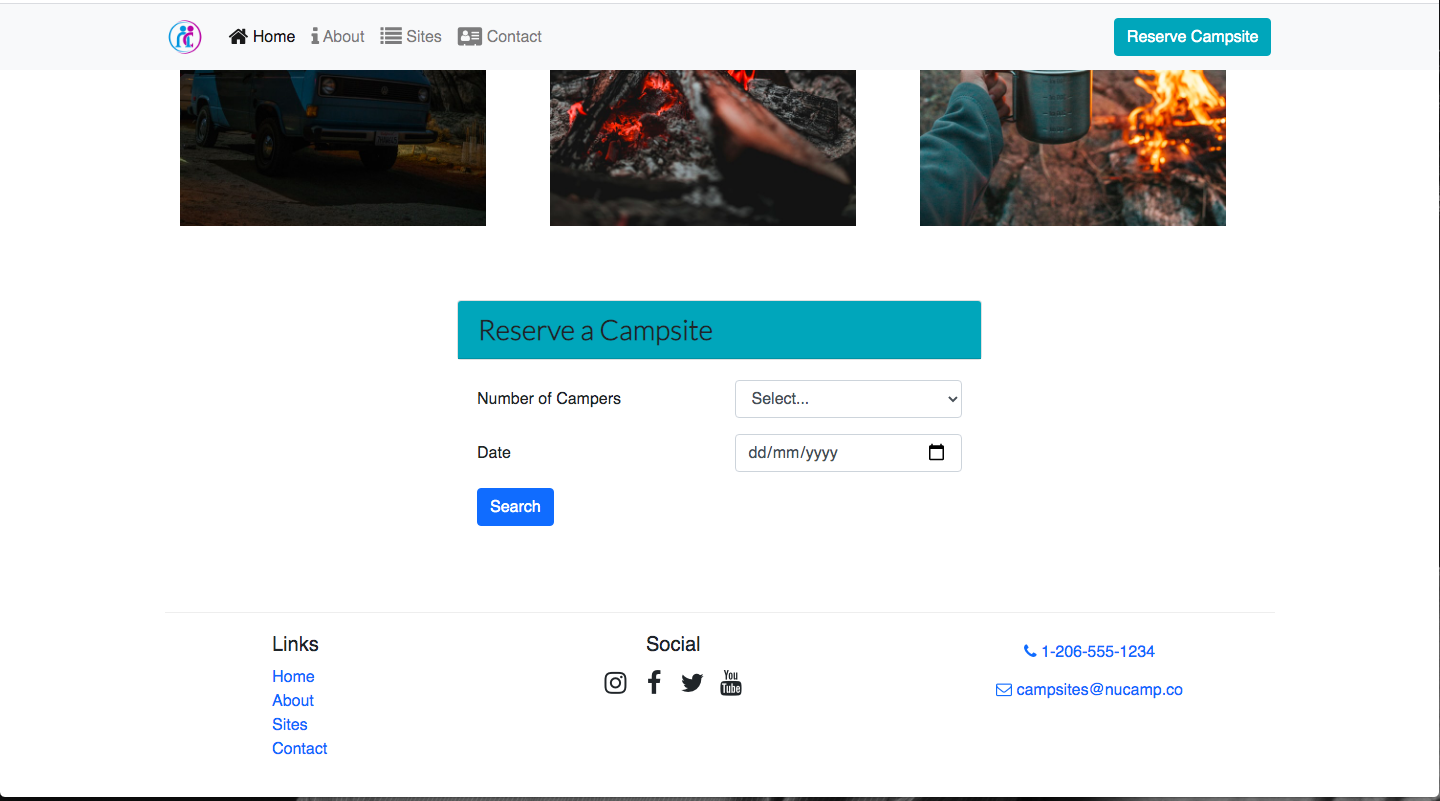 Home About Sites Contact Reserve Campsite
Reserve a Campsite
Number of Campers Select...
Date dd/mm/yyyy
Search
Links
Home
About
Sites
Contact
Social
You Tube
1-206-555-1234
campsites@nucamp.co